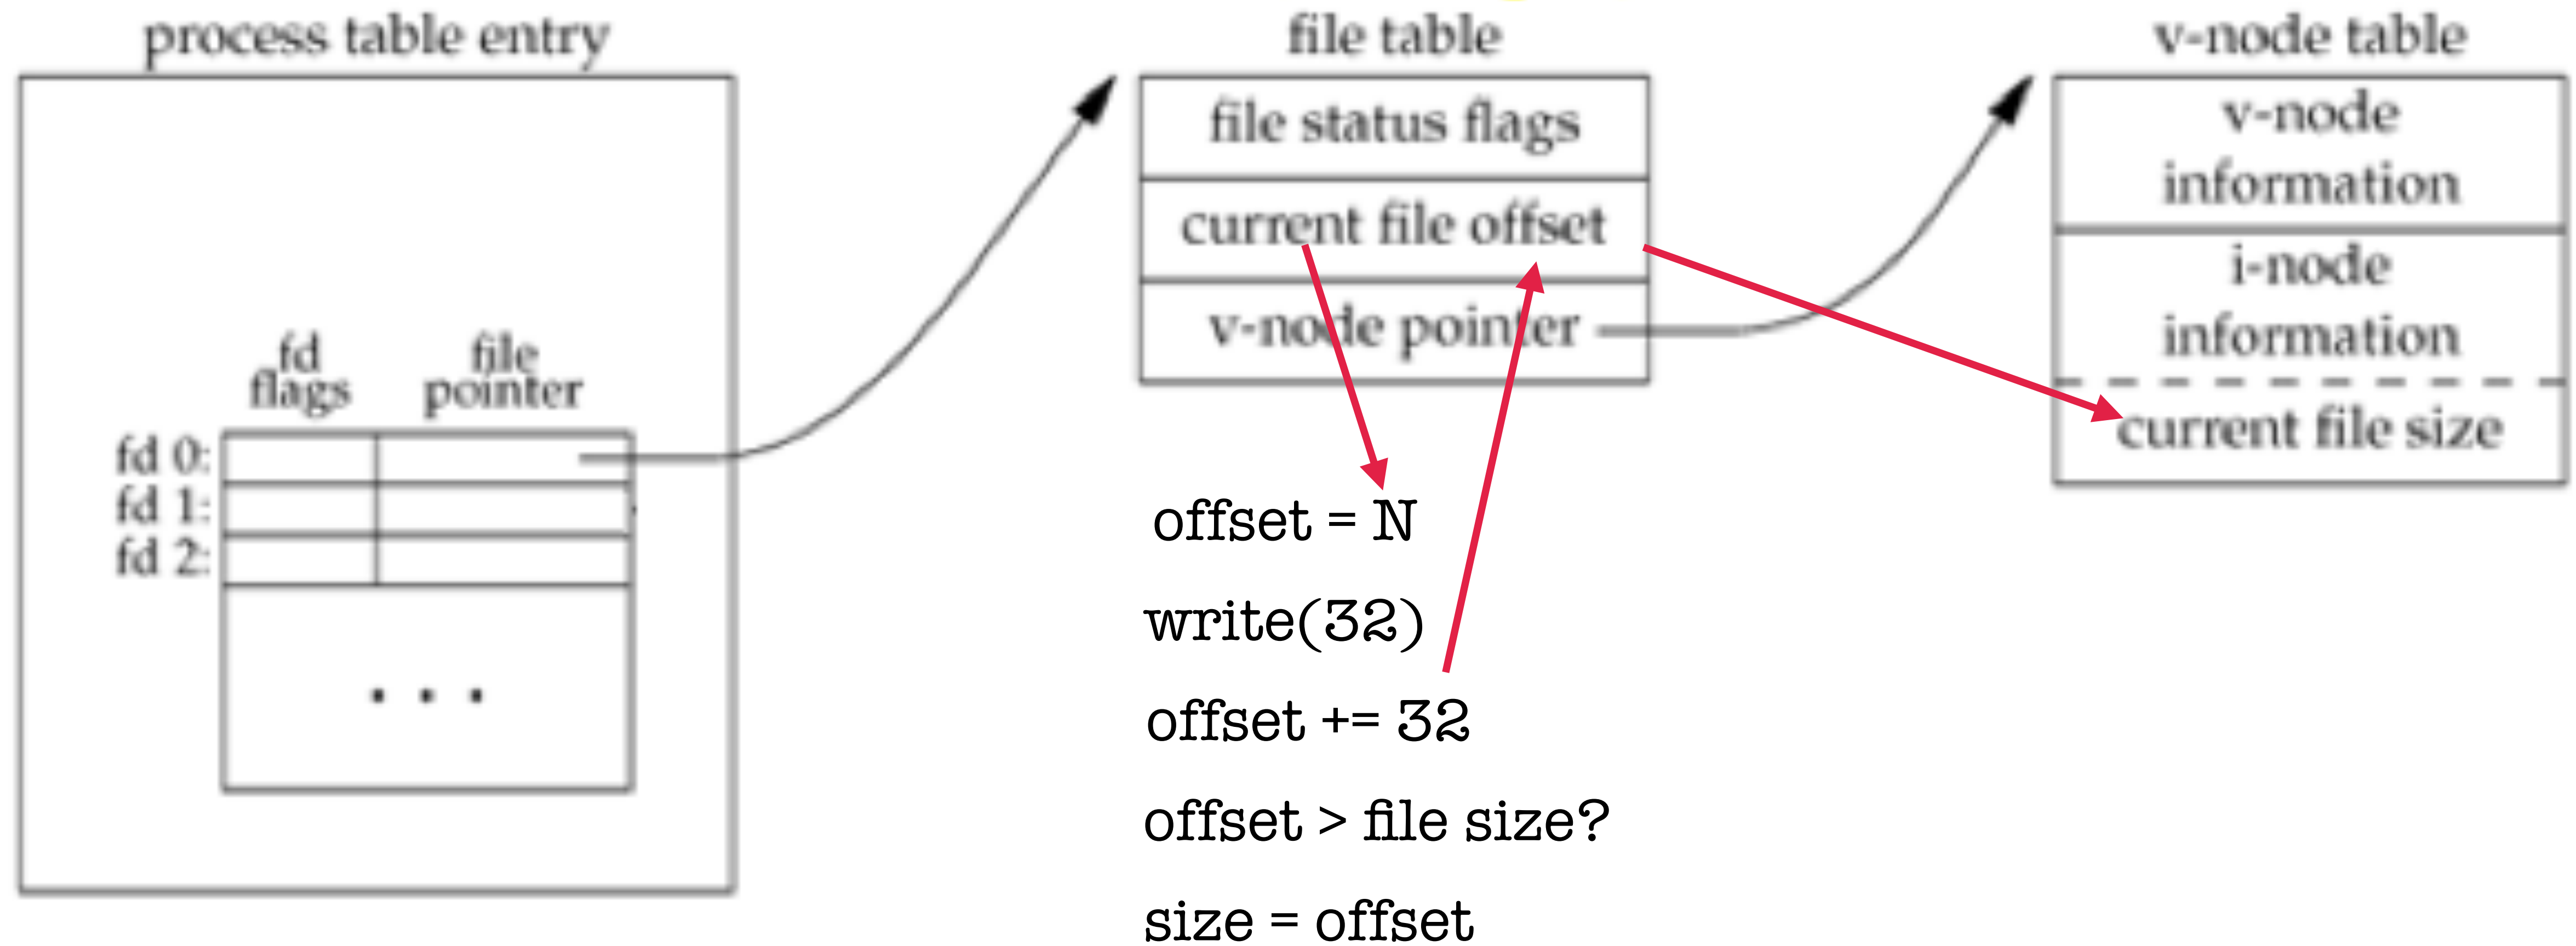 process table entry
fd
flags
file
pointer
fd 0:
fd 1:
fd 2:
. . .
file table
file status flags
current file offset
v-node pointer
offset = N
write(32)
offset += 32
offset > file size?
size = offset
v-node table
v-node
information
i-node
information
current file size